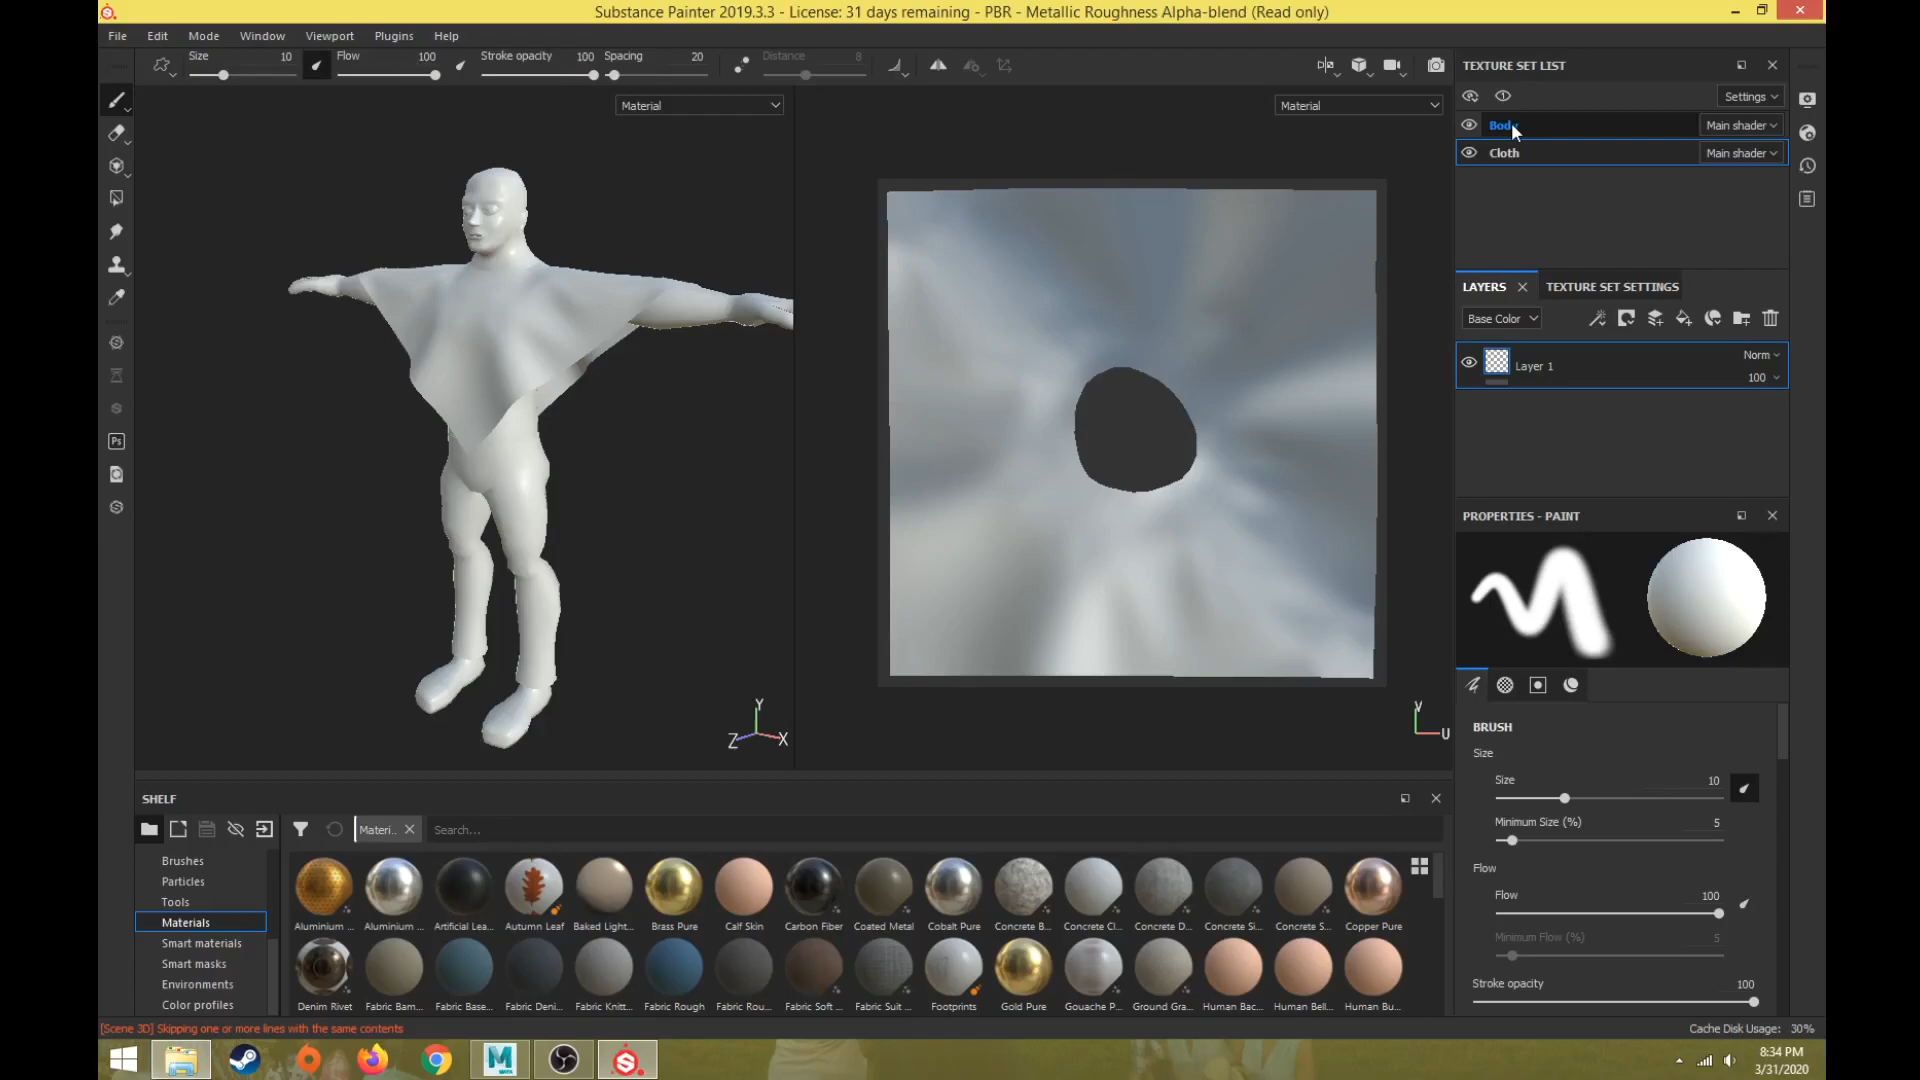 Substance Painter 2019.3.3 - License: 31 days remaining - PBR - Metallic Roughness Alpha-blend (Read only)
File Edit Mode Window Viewport Plugins Help
Size 10 Flow 100 Stroke opacity 100 Spacing 20 Distance 8
Material
Material
Y
Z X
V
U
TEXTURE SET LIST
Settings
Body Main shader
Cloth Main shader
LAYERS TEXTURE SET SETTINGS
Base Color
Layer 1 Norm
100
PROPERTIES - PAINT
BRUSH
Size
Size 10
Minimum Size (%) 5
Flow
Flow 100
Minimum Flow (%) 5
Stroke opacity 100
Ps
SHELF
Materi.. Search...
Brushes
Particles
Tools
Materials
Smart materials
Smart masks
Environments
Color profiles
Aluminium ... Aluminium ... Artificial Lea... Autumn Leaf Baked Light... Brass Pure Calf Skin Carbon Fiber Coated Metal Cobalt Pure Concrete B... Concrete Cl... Concrete D... Concrete Si... Concrete S... Copper Pure
Denim Rivet Fabric Bam... Fabric Base... Fabric Deni... Fabric Knitt... Fabric Rough Fabric Rou... Fabric Soft ... Fabric Suit ... Footprints Gold Pure Gouache P... Ground Gra... Human Bac... Human Bell... Human Bu...
[Scene 3D] Skipping one or more lines with the same contents
Cache Disk Usage: 30%
8:34 PM
3/31/2020